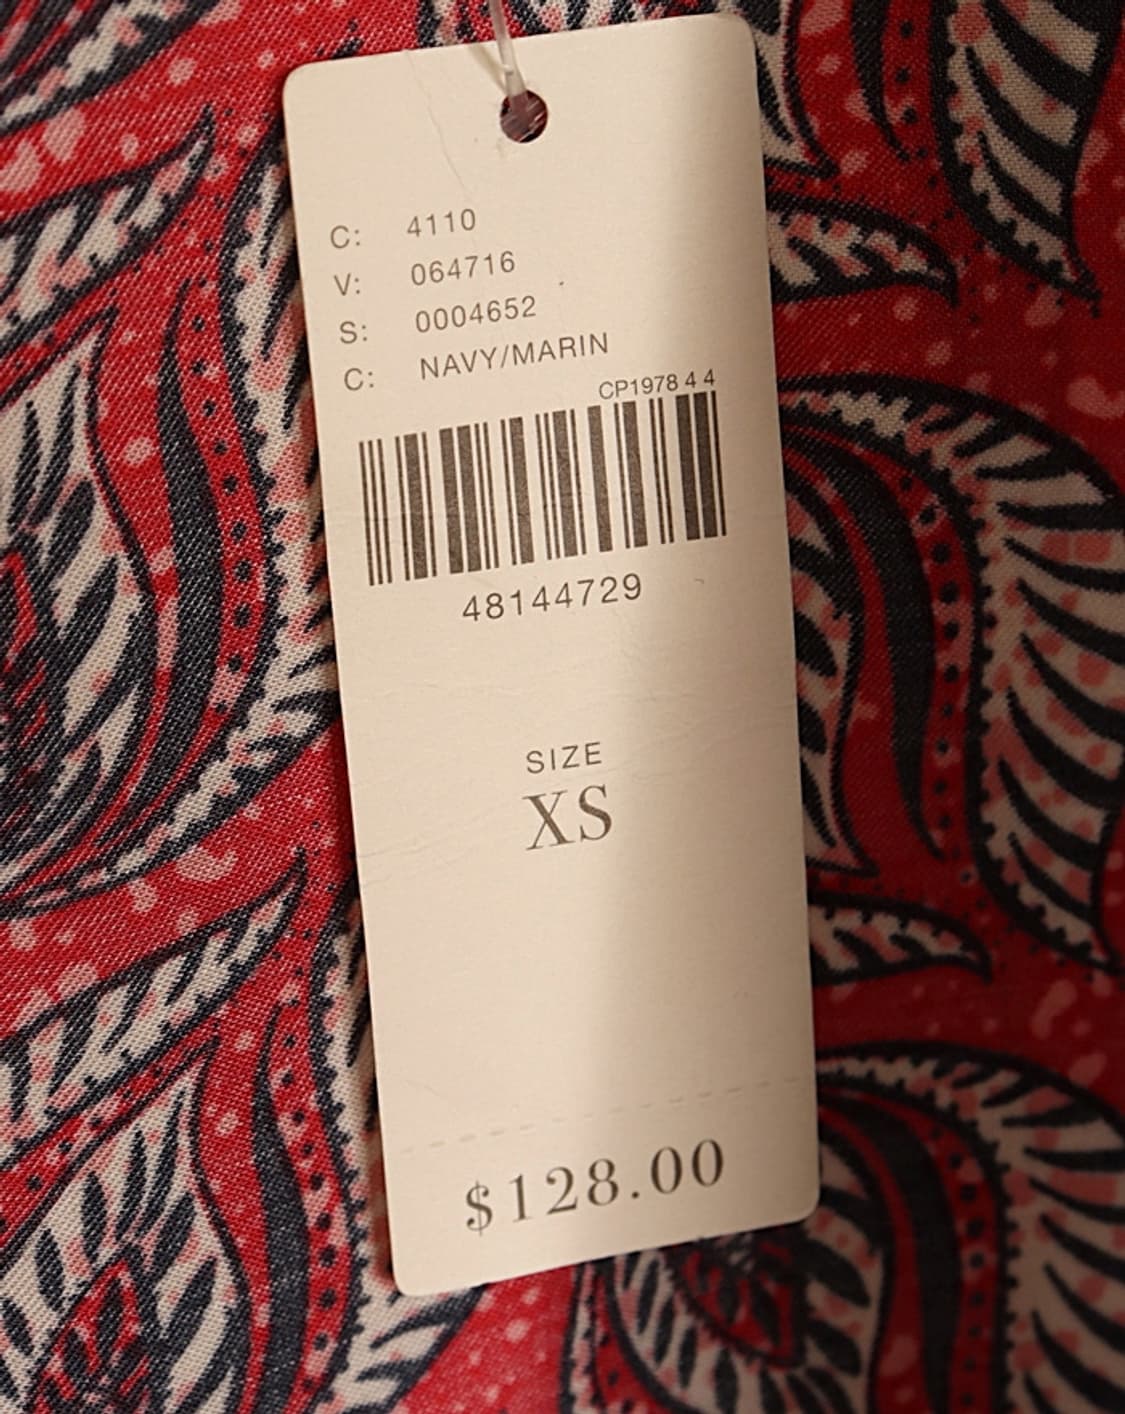 C: 4110
V: 064716
S: 0004652
C: NAVY/MARIN
CP1978 4 4
48144729
SIZE
XS
$128.00